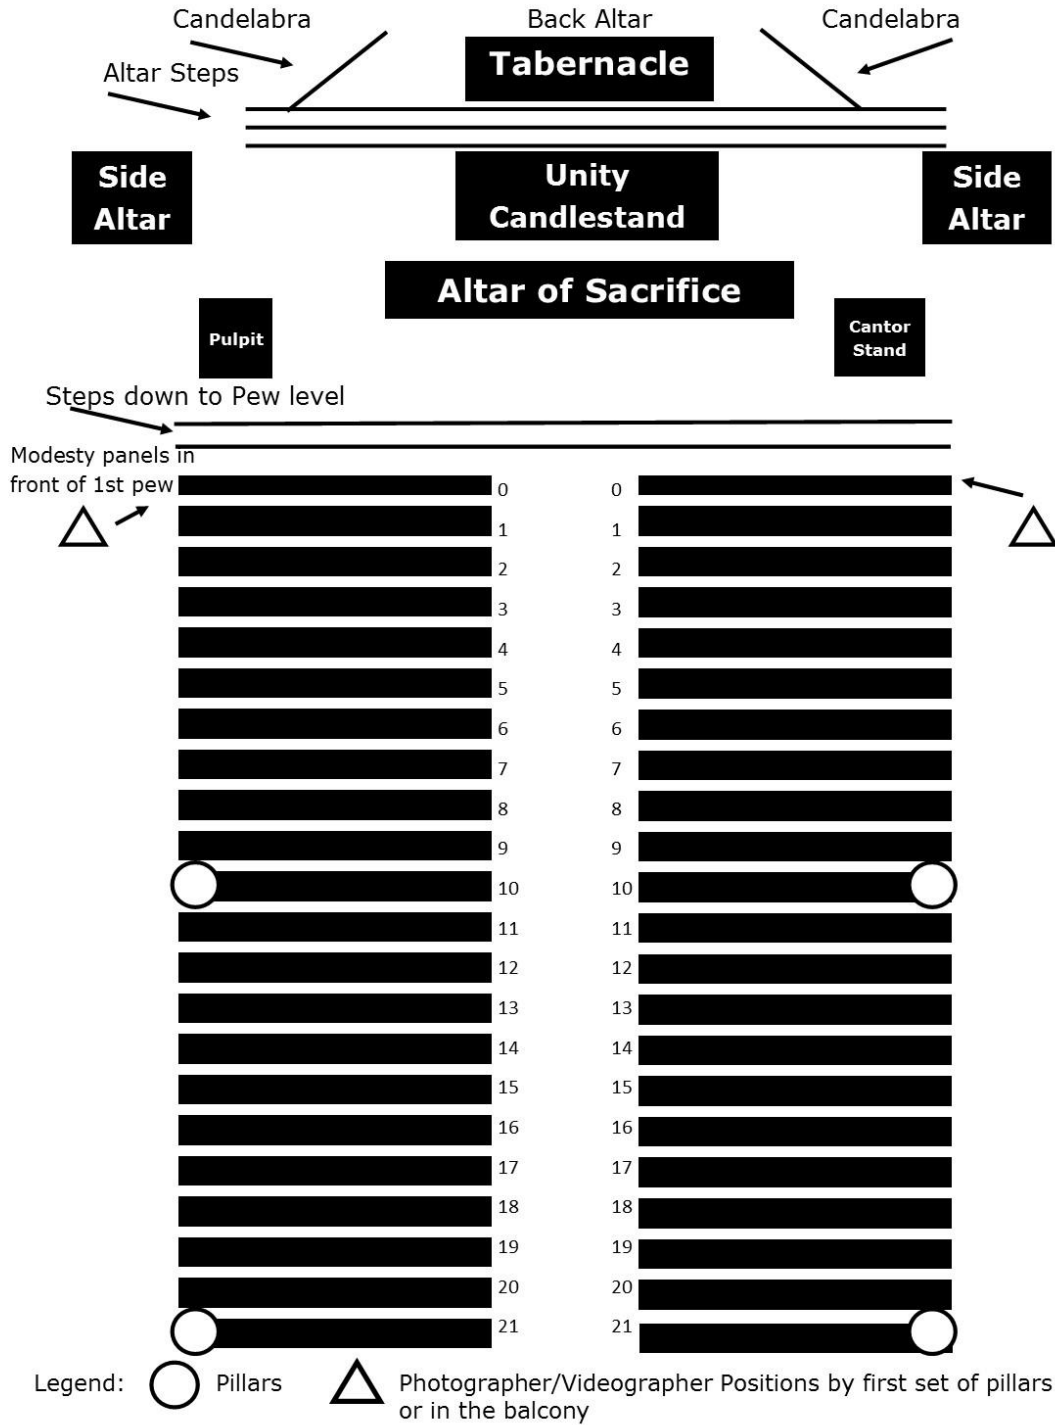 Candelabra
Back Altar
Candelabra
Tabernacle
Altar Steps
Side
Altar
Unity
Candlestand
Side
Altar
Altar of Sacrifice
Pulpit
Cantor
Stand
Steps down to Pew level
Modesty panels in
front of 1st pew
0 0
1 1
2 2
3 3
4 4
5 5
6 6
7 7
8 8
9 9
10 10
11 11
12 12
13 13
14 14
15 15
16 16
17 17
18 18
19 19
20 20
21 21
Legend: Pillars Photographer/Videographer Positions by first set of pillars
or in the balcony